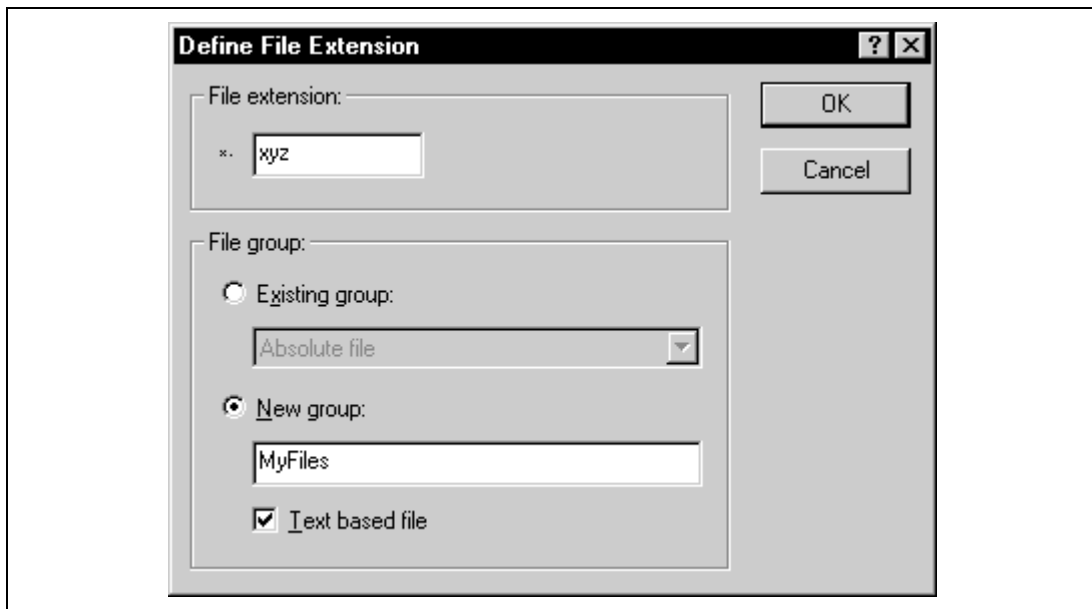 Define File Extension
File extension:
*. xyz
OK
Cancel
File group:
Existing group:
Absolute file
New group:
MyFiles
Text based file